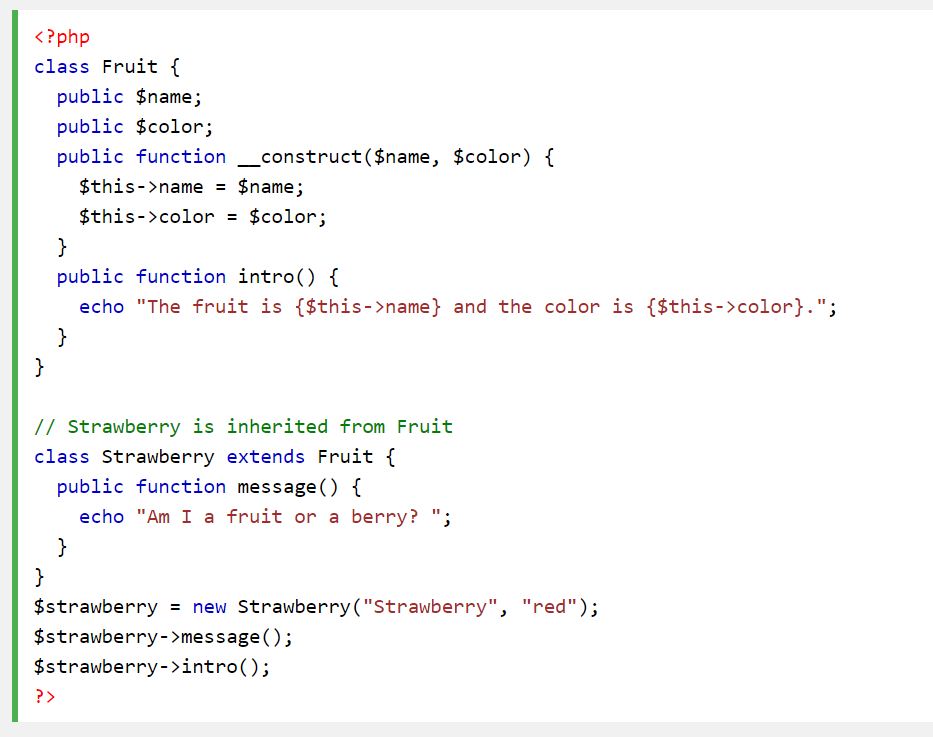 <?php
class Fruit {
  public $name;
  public $color;
  public function __construct($name, $color) {
    $this->name = $name;
    $this->color = $color;
  }
  public function intro() {
    echo "The fruit is {$this->name} and the color is {$this->color}.";
  }
}

// Strawberry is inherited from Fruit
class Strawberry extends Fruit {
  public function message() {
    echo "Am I a fruit or a berry? ";
  }
}
$strawberry = new Strawberry("Strawberry", "red");
$strawberry->message();
$strawberry->intro();
?>